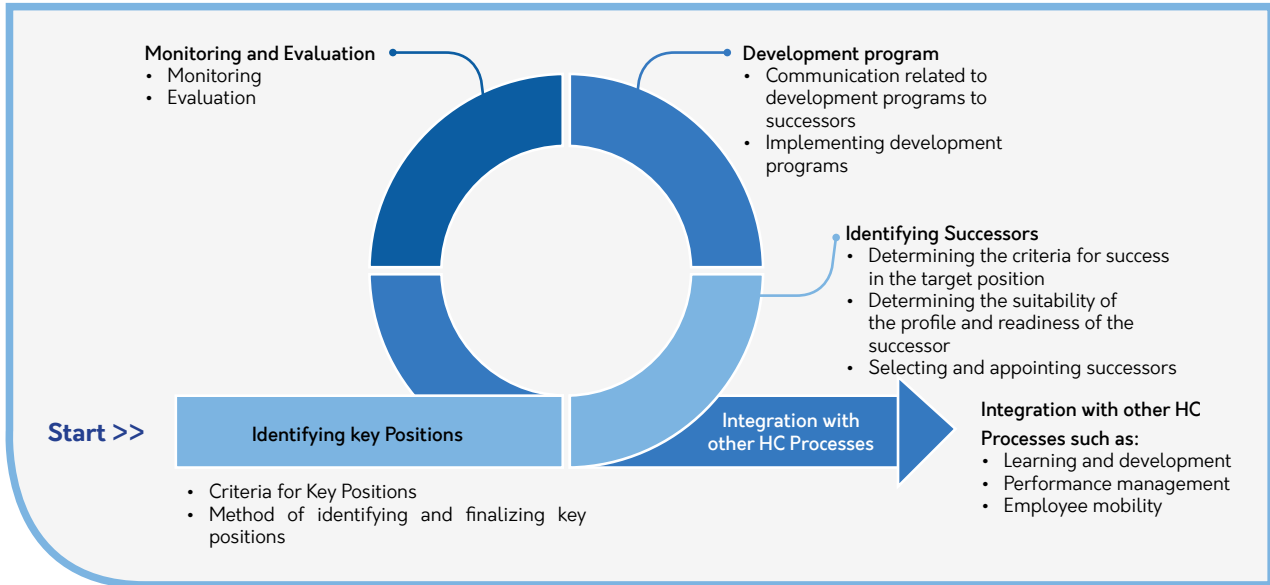 Monitoring and Evaluation
• Monitoring
• Evaluation
Development program
• Communication related to
development programs to
successors
• Implementing development
programs
Identifying Successors
• Determining the criteria for success
in the target position
• Determining the suitability of
the profile and readiness of the
successor
• Selecting and appointing successors
Start >>
Identifying key Positions
Integration with
other HC Processes
Integration with other HC
Processes such as:
• Learning and development
• Performance management
• Employee mobility
• Criteria for Key Positions
• Method of identifying and finalizing key
positions